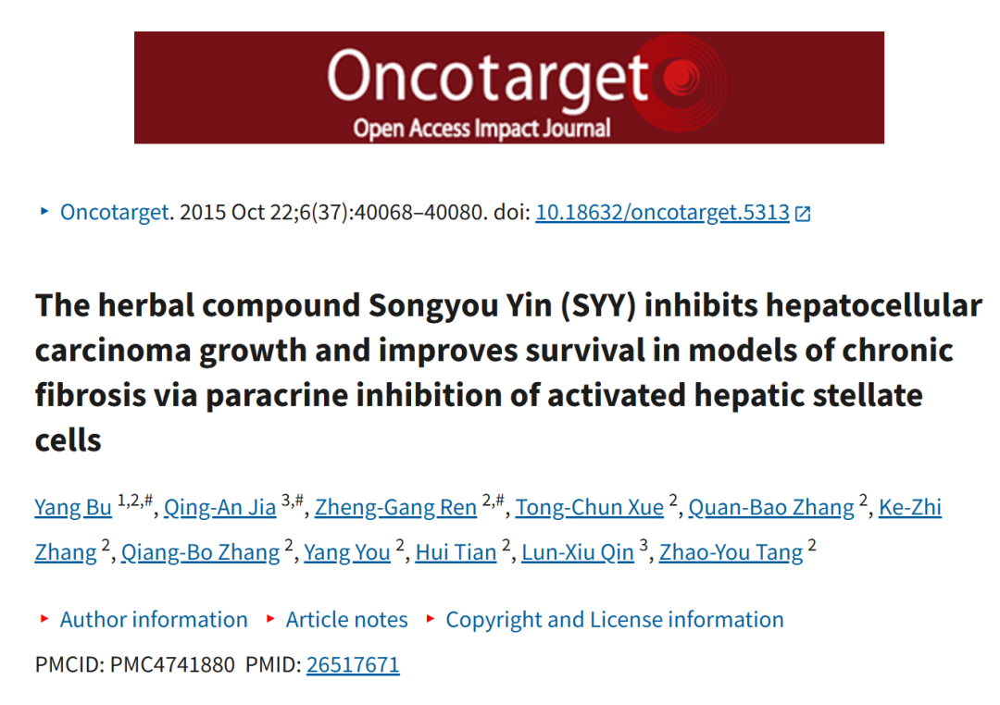 Oncotarget
Open Access Impact Journal
Oncotarget. 2015 Oct 22;6(37):40068–40080. doi: 10.18632/oncotarget.5313
The herbal compound Songyou Yin (SYY) inhibits hepatocellular
carcinoma growth and improves survival in models of chronic
fibrosis via paracrine inhibition of activated hepatic stellate
cells
Yang Bu 1,2,#, Qing-An Jia 3,#, Zheng-Gang Ren 2,#, Tong-Chun Xue 2, Quan-Bao Zhang 2, Ke-Zhi
Zhang 2, Qiang-Bo Zhang 2, Yang You 2, Hui Tian 2, Lun-Xiu Qin 3, Zhao-You Tang 2
Author information Article notes Copyright and License information
PMCID: PMC4741880 PMID: 26517671